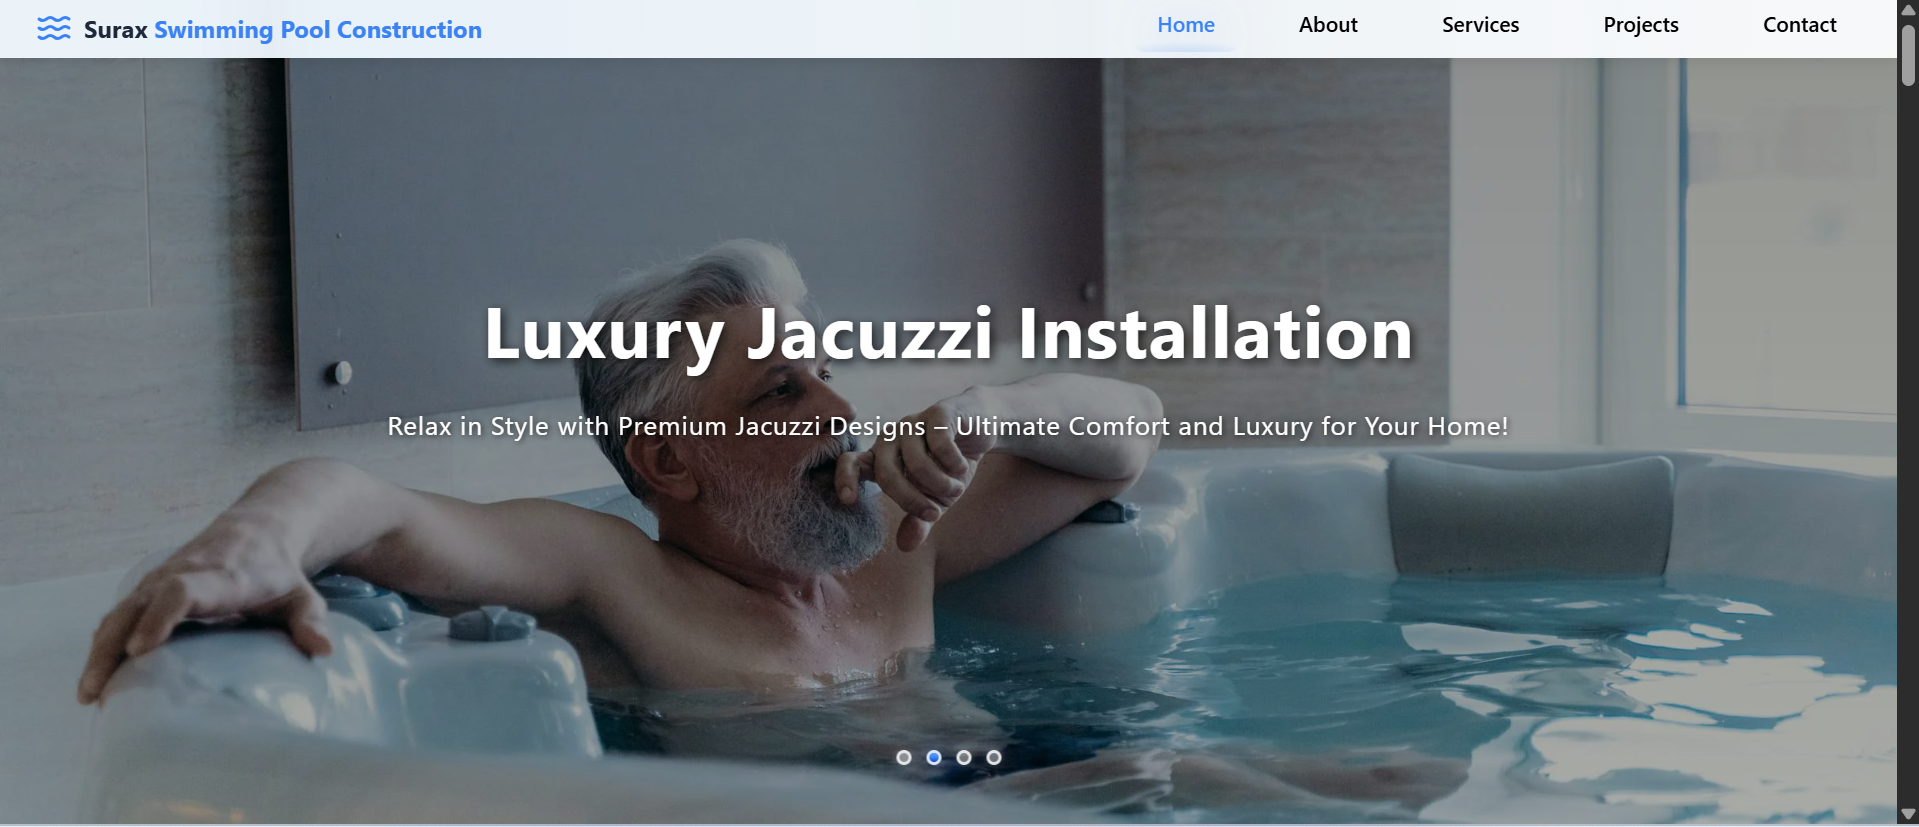 Surax Swimming Pool Construction
Home
About
Services
Projects
Contact
Luxury Jacuzzi Installation
Relax in Style with Premium Jacuzzi Designs – Ultimate Comfort and Luxury for Your Home!